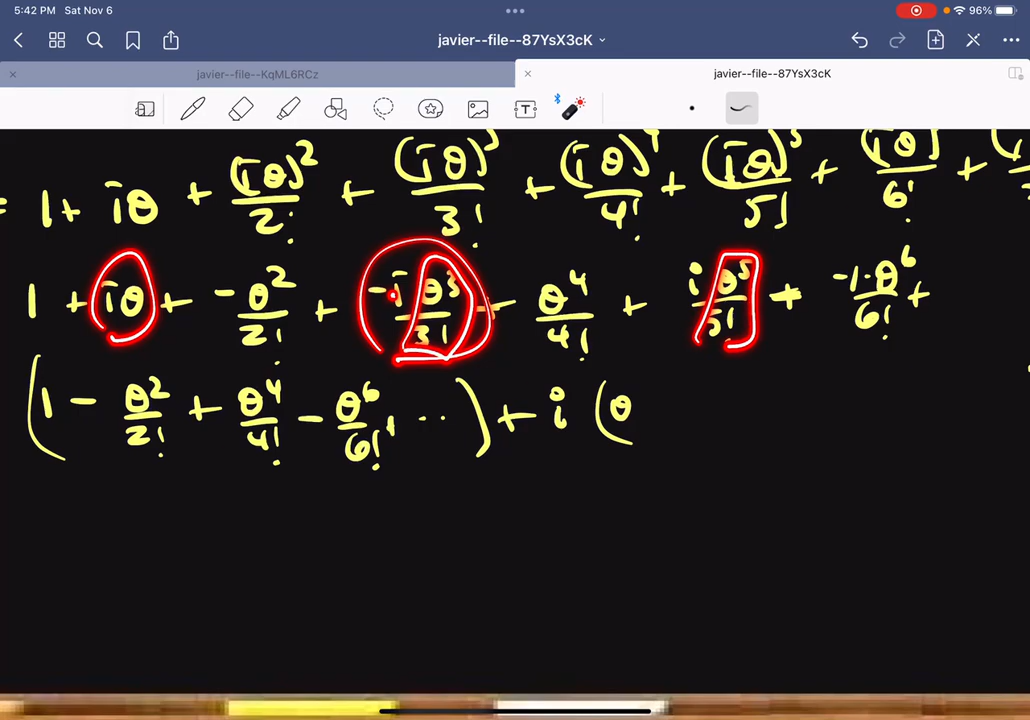 5:42 PM Sat Nov 6 96%
javier--file--87YsX3cK
javier--file--KqML6RCz javier--file--87YsX3cK
= 1 + iθ + (iθ)²/2! + (iθ)³/3! + (iθ)⁴/4! + (iθ)⁵/5! + (iθ)/6! +
1 + iθ + -θ²/2! + -iθ³/3! + θ⁴/4! + iθ⁵/5! + -1·θ⁶/6! +
(1 - θ²/2! + θ⁴/4! - θ⁶/6! + ...) + i (θ